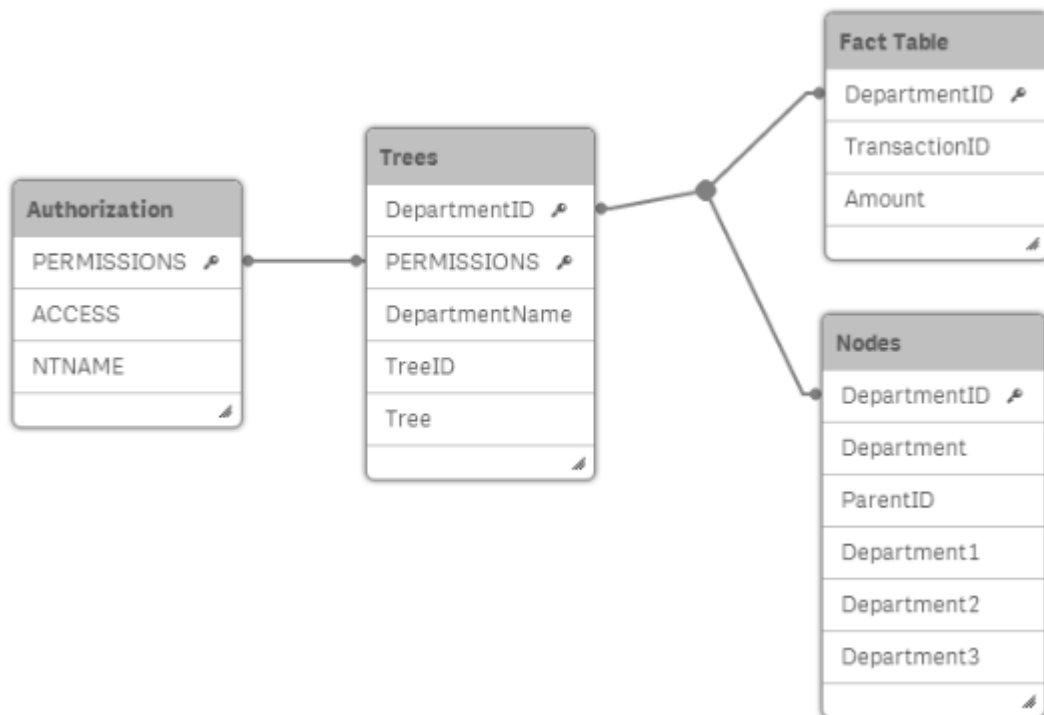 Authorization
PERMISSIONS
ACCESS
NTNAME
Trees
DepartmentID
PERMISSIONS
DepartmentName
TreeID
Tree
Fact Table
DepartmentID
TransactionID
Amount
Nodes
DepartmentID
Department
ParentID
Department1
Department2
Department3